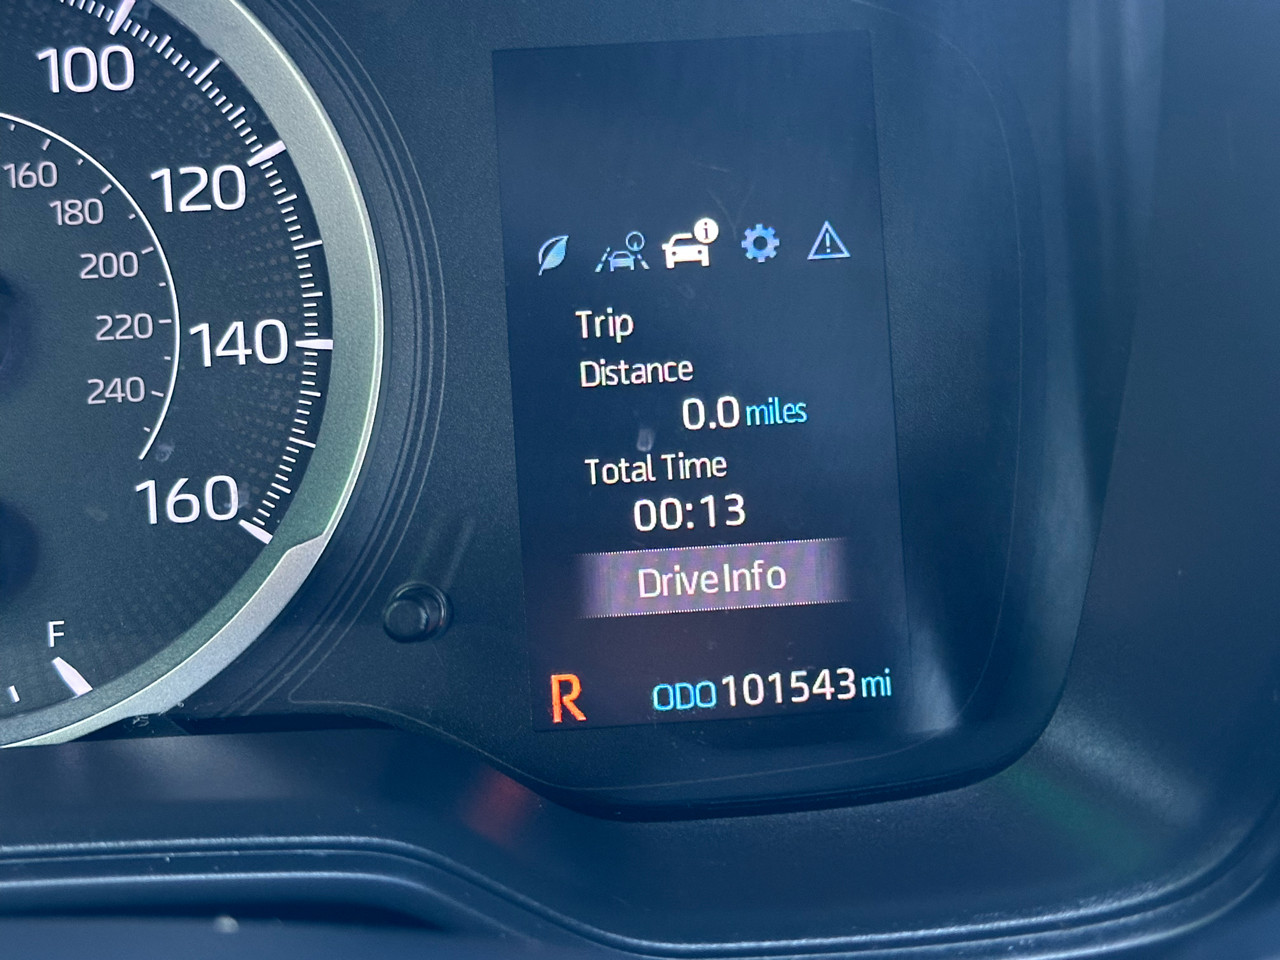 100
120
140
160
160
180
200
220
240
F
i
Trip
Distance
0.0 miles
Total Time
00:13
Drive Info
R ODO 101543 mi